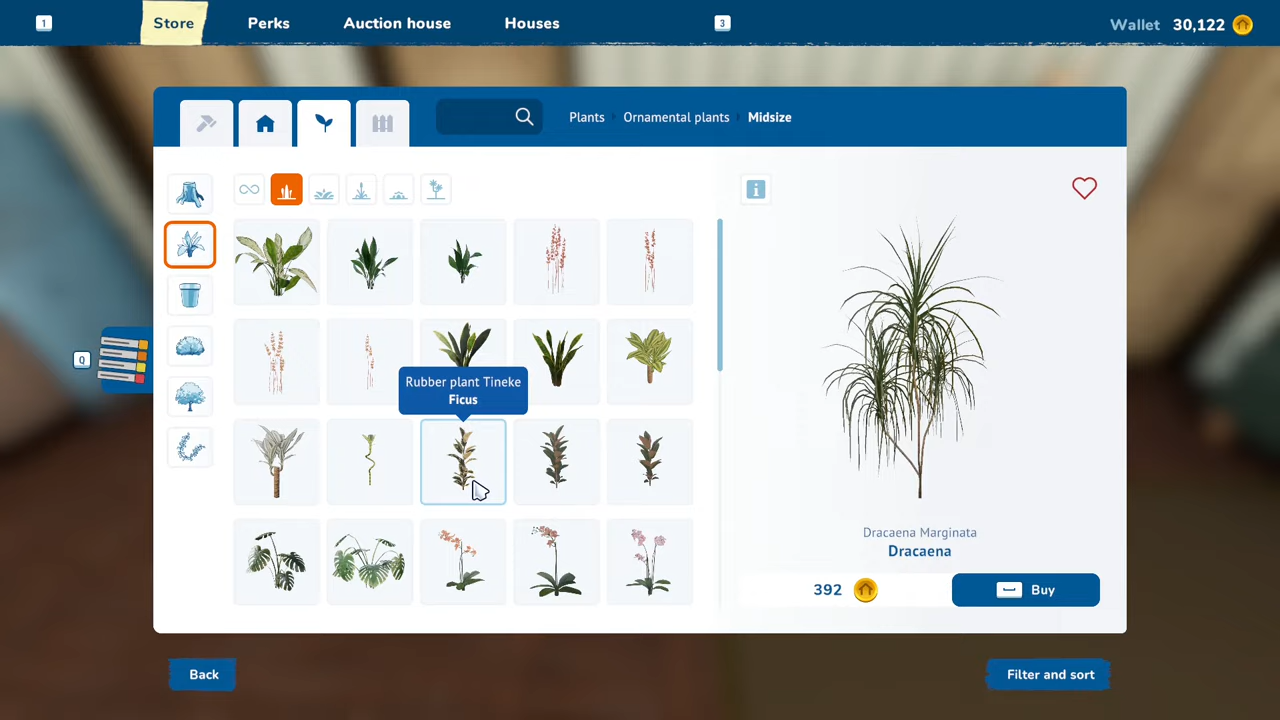 1
Store
Perks
Auction house
Houses
3
Wallet 30,122
Plants
Ornamental plants
Midsize
Q
Rubber plant Tineke
Ficus
Dracaena Marginata
Dracaena
392
Buy
Back
Filter and sort